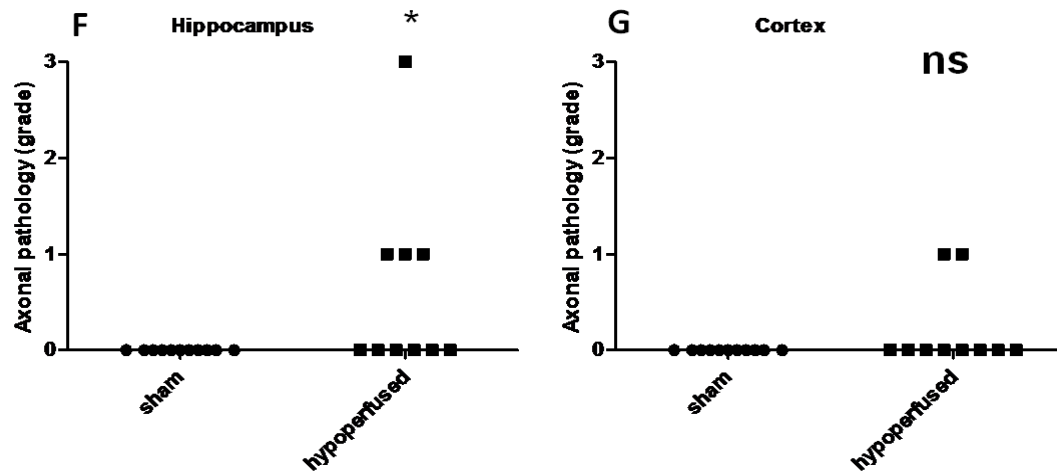 F
Hippocampus
*
Axonal pathology (grade)
3
2
1
0
sham
hypoperfused
G
Cortex
ns
Axonal pathology (grade)
3
2
1
0
sham
hypoperfused